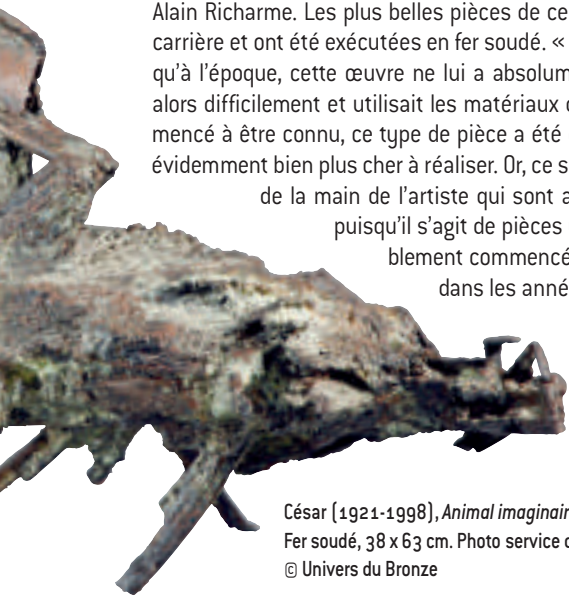 Alain Richarme. Les plus belles pièces de ce
carrière et ont été exécutées en fer soudé. «
qu'à l'époque, cette œuvre ne lui a absolum
alors difficilement et utilisait les matériaux
mencé à être connu, ce type de pièce a été
évidemment bien plus cher à réaliser. Or, ce s
de la main de l'artiste qui sont a
puisqu'il s'agit de pièces
blement commencé
dans les anné
César (1921-1998), Animal imaginair
Fer soudé, 38 x 63 cm. Photo service
© Univers du Bronze